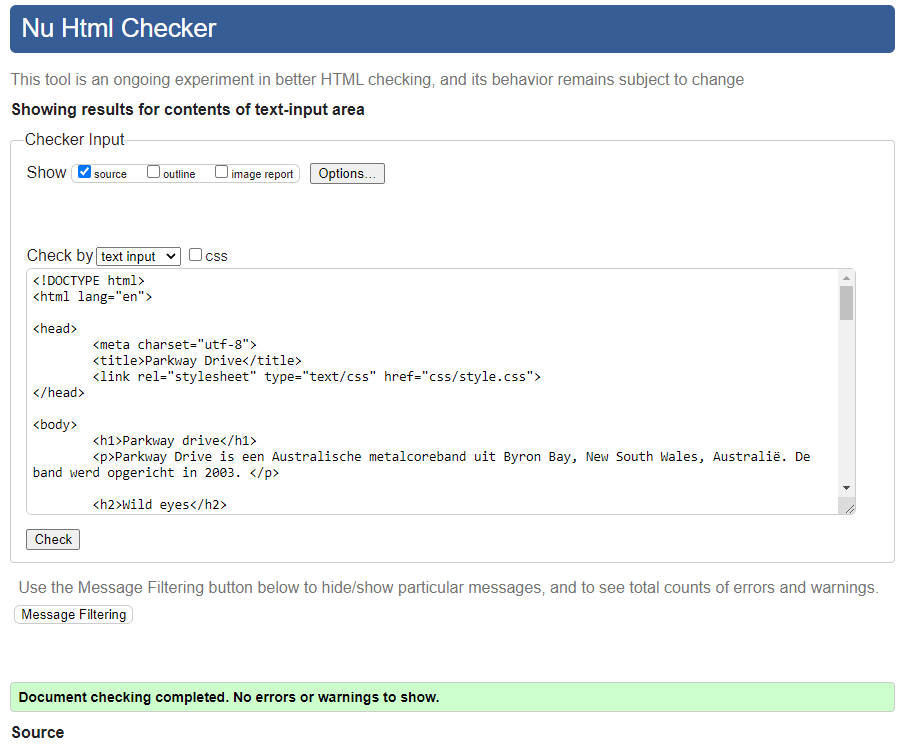 Nu Html Checker
This tool is an ongoing experiment in better HTML checking, and its behavior remains subject to change
Showing results for contents of text-input area
Checker Input
Show source outline image report Options...
Check by text input css
<!DOCTYPE html>
<html lang="en">
<head>
<meta charset="utf-8">
<title>Parkway Drive</title>
<link rel="stylesheet" type="text/css" href="css/style.css">
</head>
<body>
<h1>Parkway drive</h1>
<p>Parkway Drive is een Australische metalcoreband uit Byron Bay, New South Wales, Australië. De
band werd opgericht in 2003. </p>
<h2>Wild eyes</h2>
Check
Use the Message Filtering button below to hide/show particular messages, and to see total counts of errors and warnings.
Message Filtering
Document checking completed. No errors or warnings to show.
Source